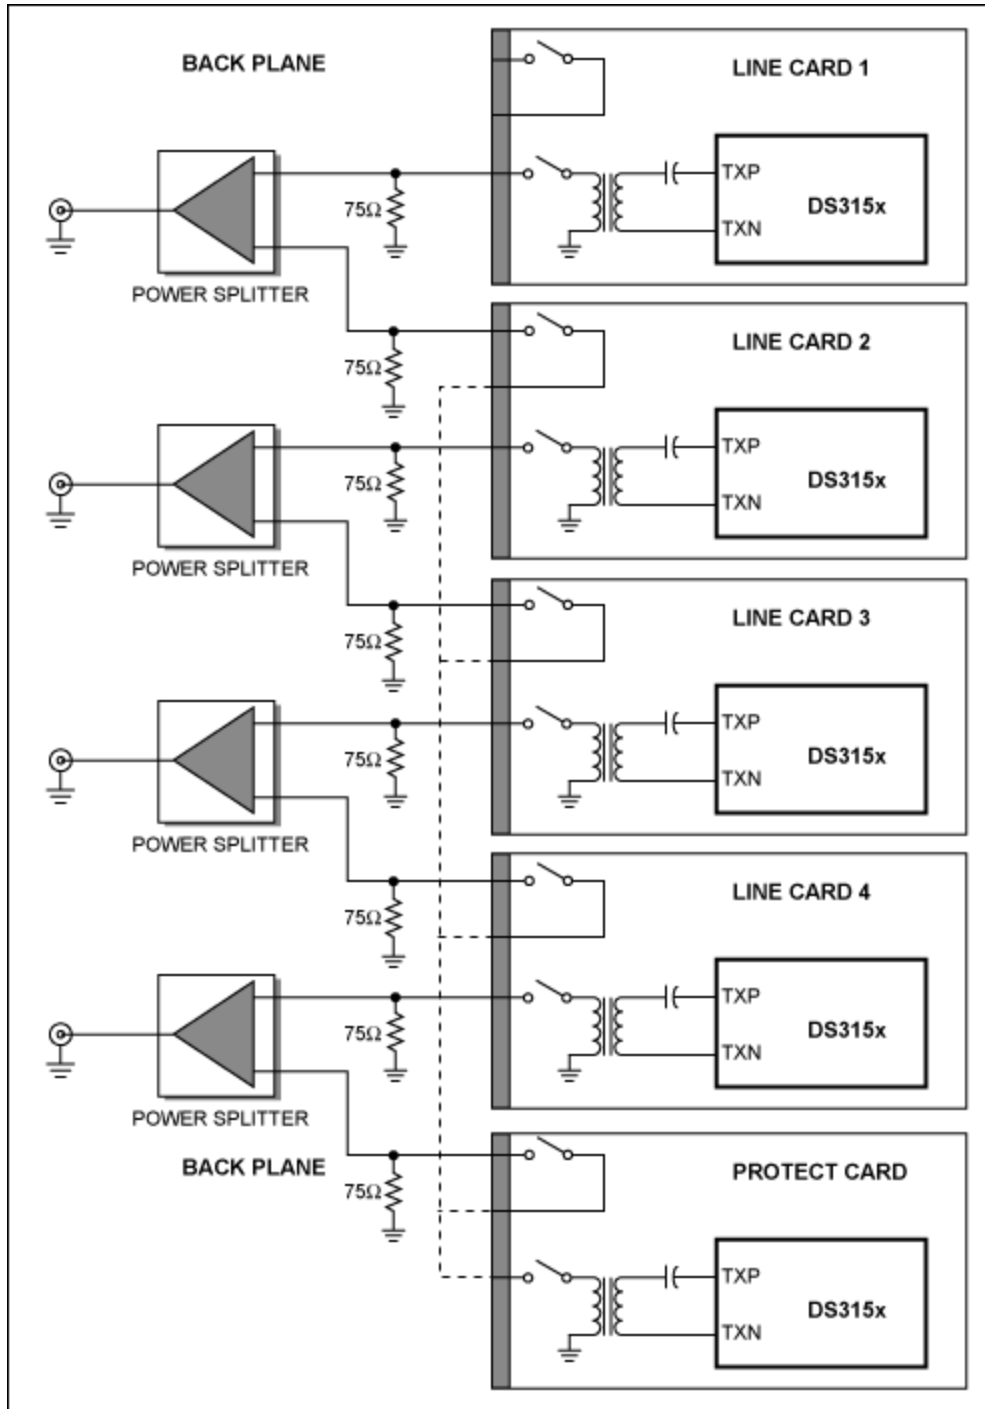 BACK PLANE
LINE CARD 1
TXP
DS315x
75Ω
TXN
POWER SPLITTER
LINE CARD 2
75Ω
TXP
DS315x
75Ω
TXN
POWER SPLITTER
LINE CARD 3
75Ω
TXP
DS315x
75Ω
TXN
POWER SPLITTER
LINE CARD 4
75Ω
TXP
DS315x
75Ω
TXN
POWER SPLITTER
BACK PLANE
PROTECT CARD
75Ω
TXP
DS315x
TXN